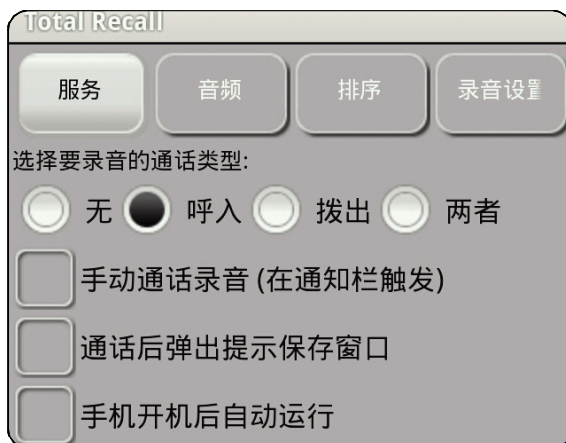 Total Recall
服务 音频 排序 录音设置
选择要录音的通话类型:
无 呼入 拨出 两者
手动通话录音 (在通知栏触发)
通话后弹出提示保存窗口
手机开机后自动运行